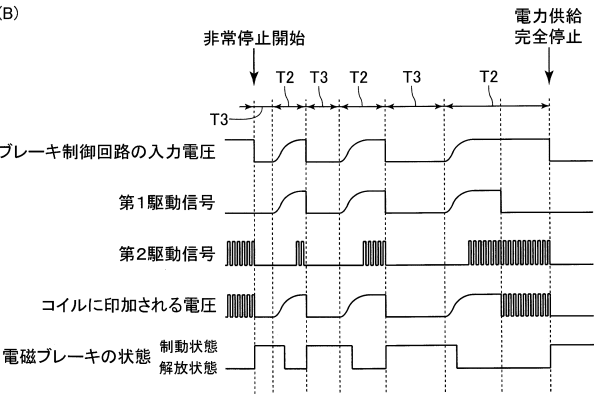 (B)
非常停止開始
電力供給
完全停止
T2
T3
T2
T3
T2
T3
ブレーキ制御回路の入力電圧
第1駆動信号
第2駆動信号
コイルに印加される電圧
電磁ブレーキの状態
制動状態
解放状態